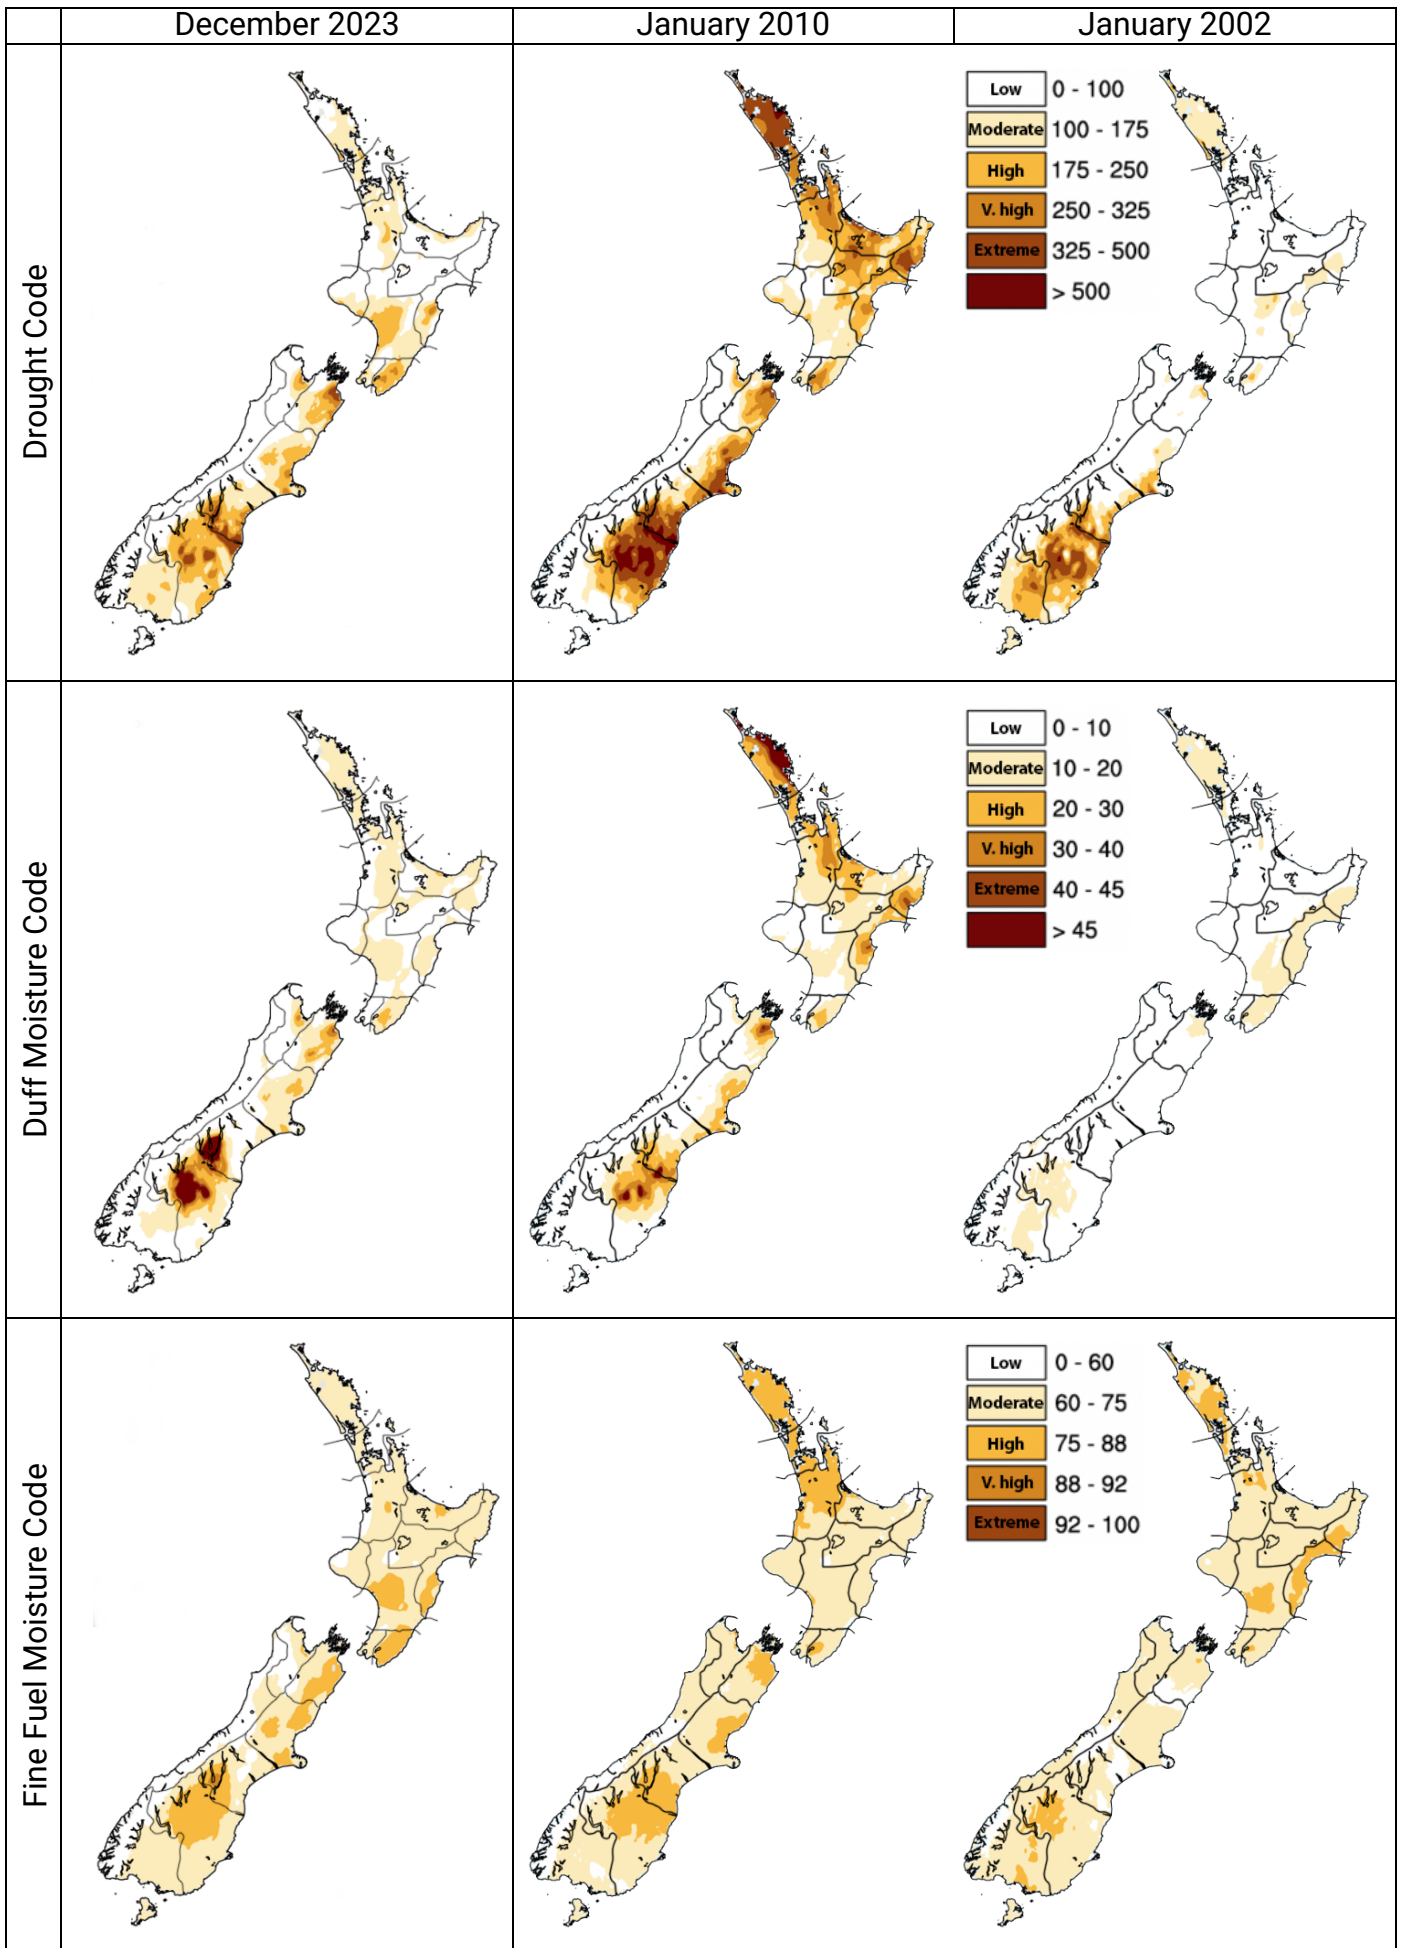 December 2023
January 2010
January 2002
Drought Code
Low 0 - 100
Moderate 100 - 175
High 175 - 250
V. high 250 - 325
Extreme 325 - 500
> 500
Duff Moisture Code
Low 0 - 10
Moderate 10 - 20
High 20 - 30
V. high 30 - 40
Extreme 40 - 45
> 45
Fine Fuel Moisture Code
Low 0 - 60
Moderate 60 - 75
High 75 - 88
V. high 88 - 92
Extreme 92 - 100